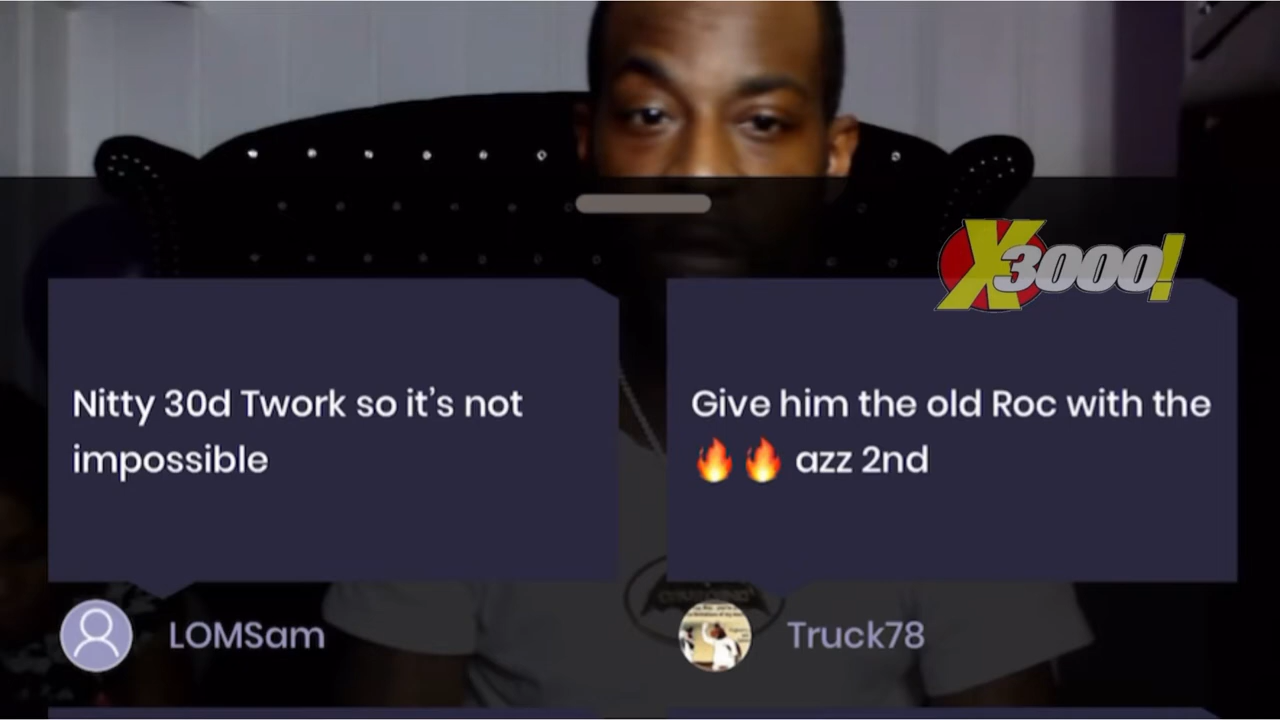 X3000!
Nitty 30d Twork so it's not
impossible
Give him the old Roc with the
🔥🔥 azz 2nd
LOMSam
Truck78